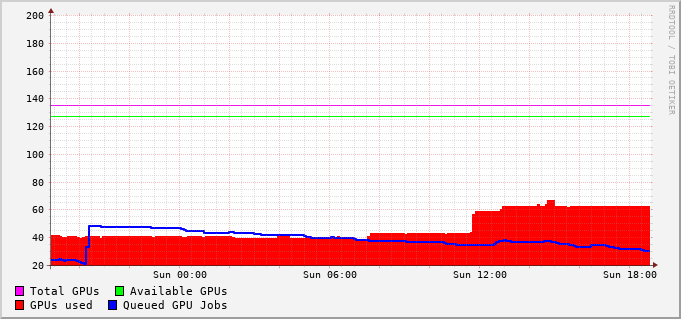 200
180
160
140
120
100
80
60
40
20
Sun 00:00 Sun 06:00 Sun 12:00 Sun 18:00
Total GPUs Available GPUs
GPUs used Queued GPU Jobs
RRDTOOL / TOBI OETIKER